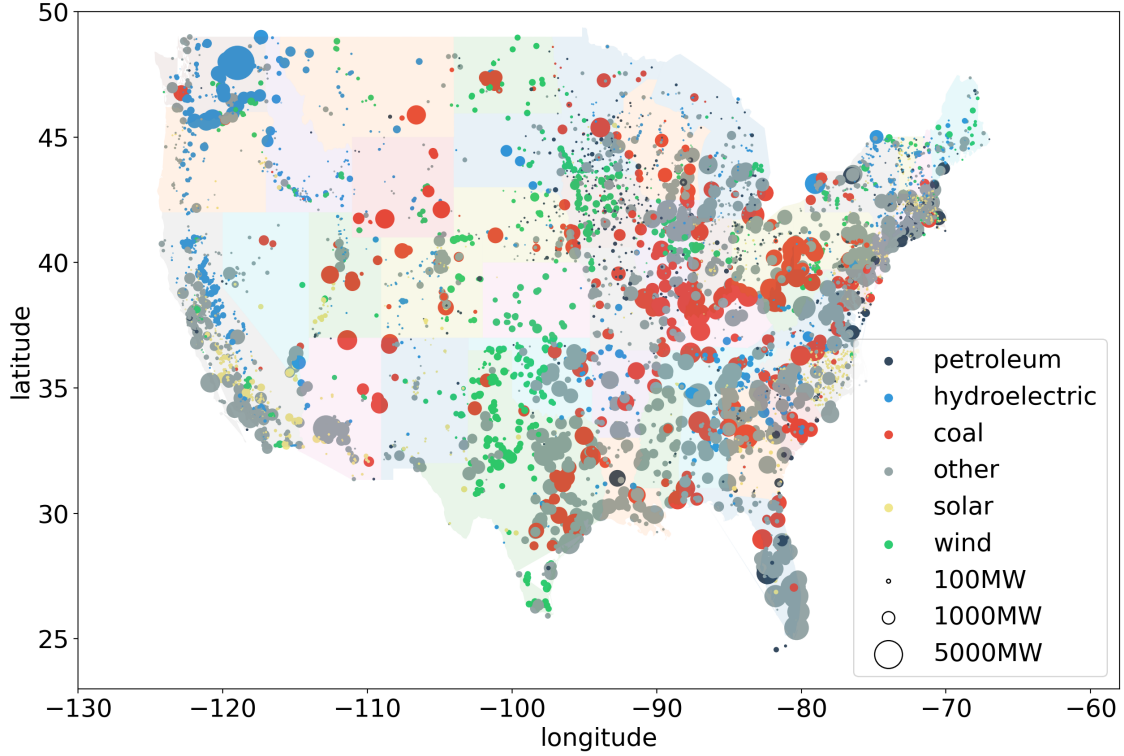 50
45
40
35
30
25
latitude
petroleum
hydroelectric
coal
other
solar
wind
100MW
1000MW
5000MW
−130
−120
−110
−100
−90
−80
−70
−60
longitude